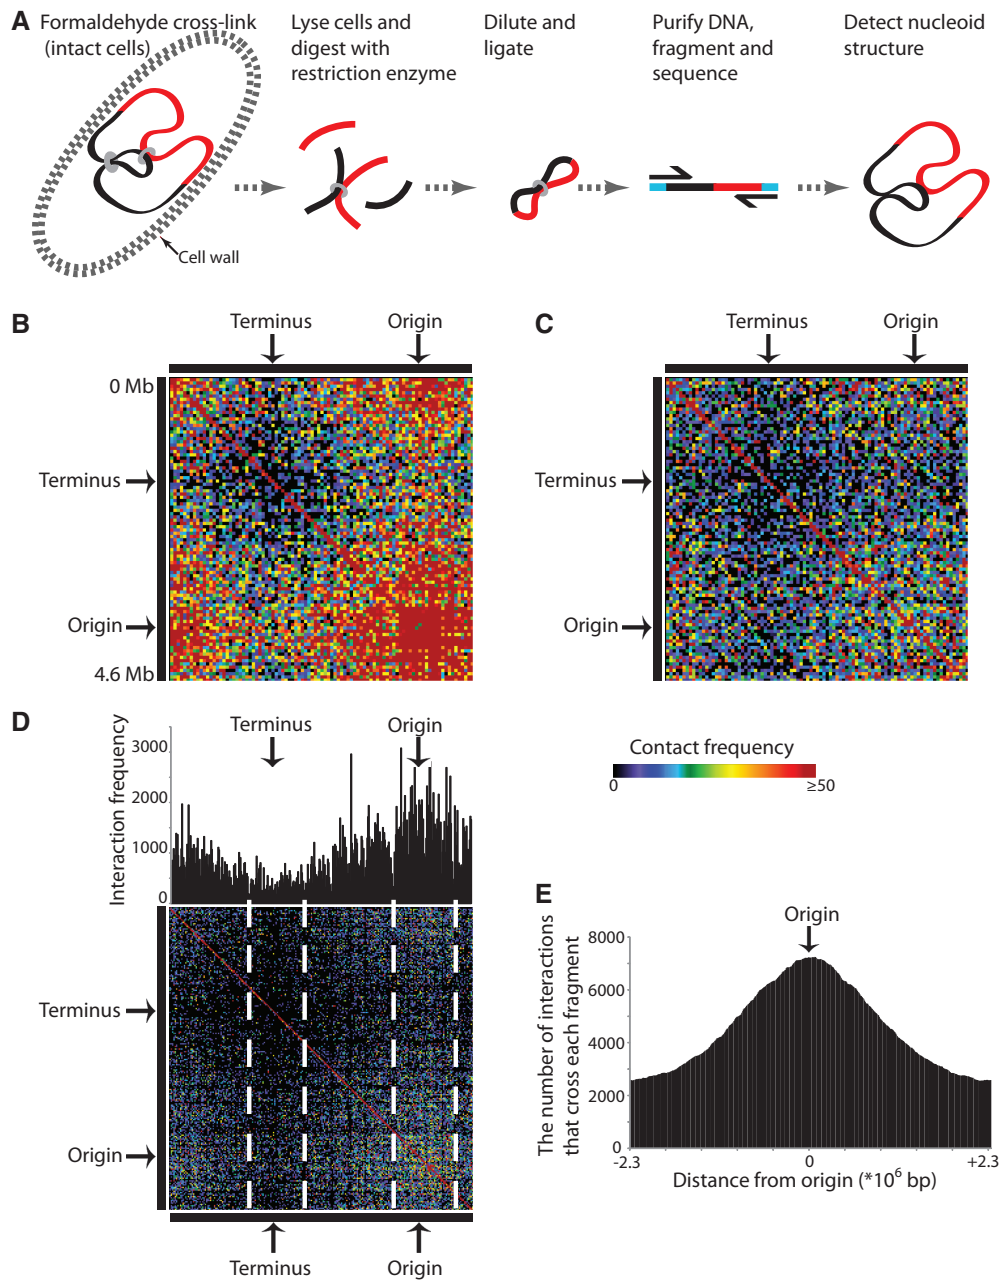 A
Formaldehyde cross-link
(intact cells)
Lyse cells and
digest with
restriction enzyme
Dilute and
ligate
Purify DNA,
fragment and
sequence
Detect nucleoid
structure
Cell wall
B
Terminus
Origin
0 Mb
Terminus
Origin
4.6 Mb
C
Terminus
Origin
Terminus
Origin
D
Terminus
Origin
Interaction frequency
3000
2000
1000
0
Terminus
Origin
Terminus
Origin
Contact frequency
0
≥50
E
Origin
The number of interactions
that cross each fragment
8000
6000
4000
2000
0
-2.3
0
+2.3
Distance from origin (*10⁶ bp)